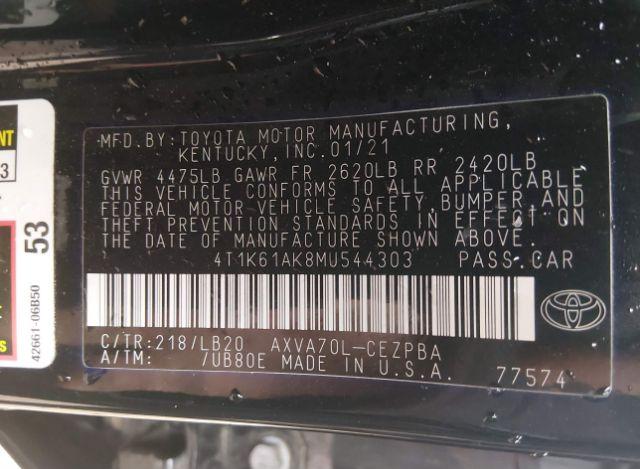 MFD.BY:TOYOTA MOTOR MANUFACTURING,
KENTUCKY,INC.01/21
GVWR 4475LB GAWR FR 2620LB RR 2420LB
THIS VEHICLE CONFORMS TO ALL APPLICABLE
FEDERAL MOTOR VEHICLE SAFETY,BUMPER,AND
THEFT PREVENTION STANDARDS IN EFFECT ON
THE DATE OF MANUFACTURE SHOWN ABOVE.
4T1K61AK8MU544303 PASS.CAR
C/TR:218/LB20 AXVA70L-CEZPBA
A/TM: /UB80E MADE IN U.S.A. 77574
53
42661-06B50